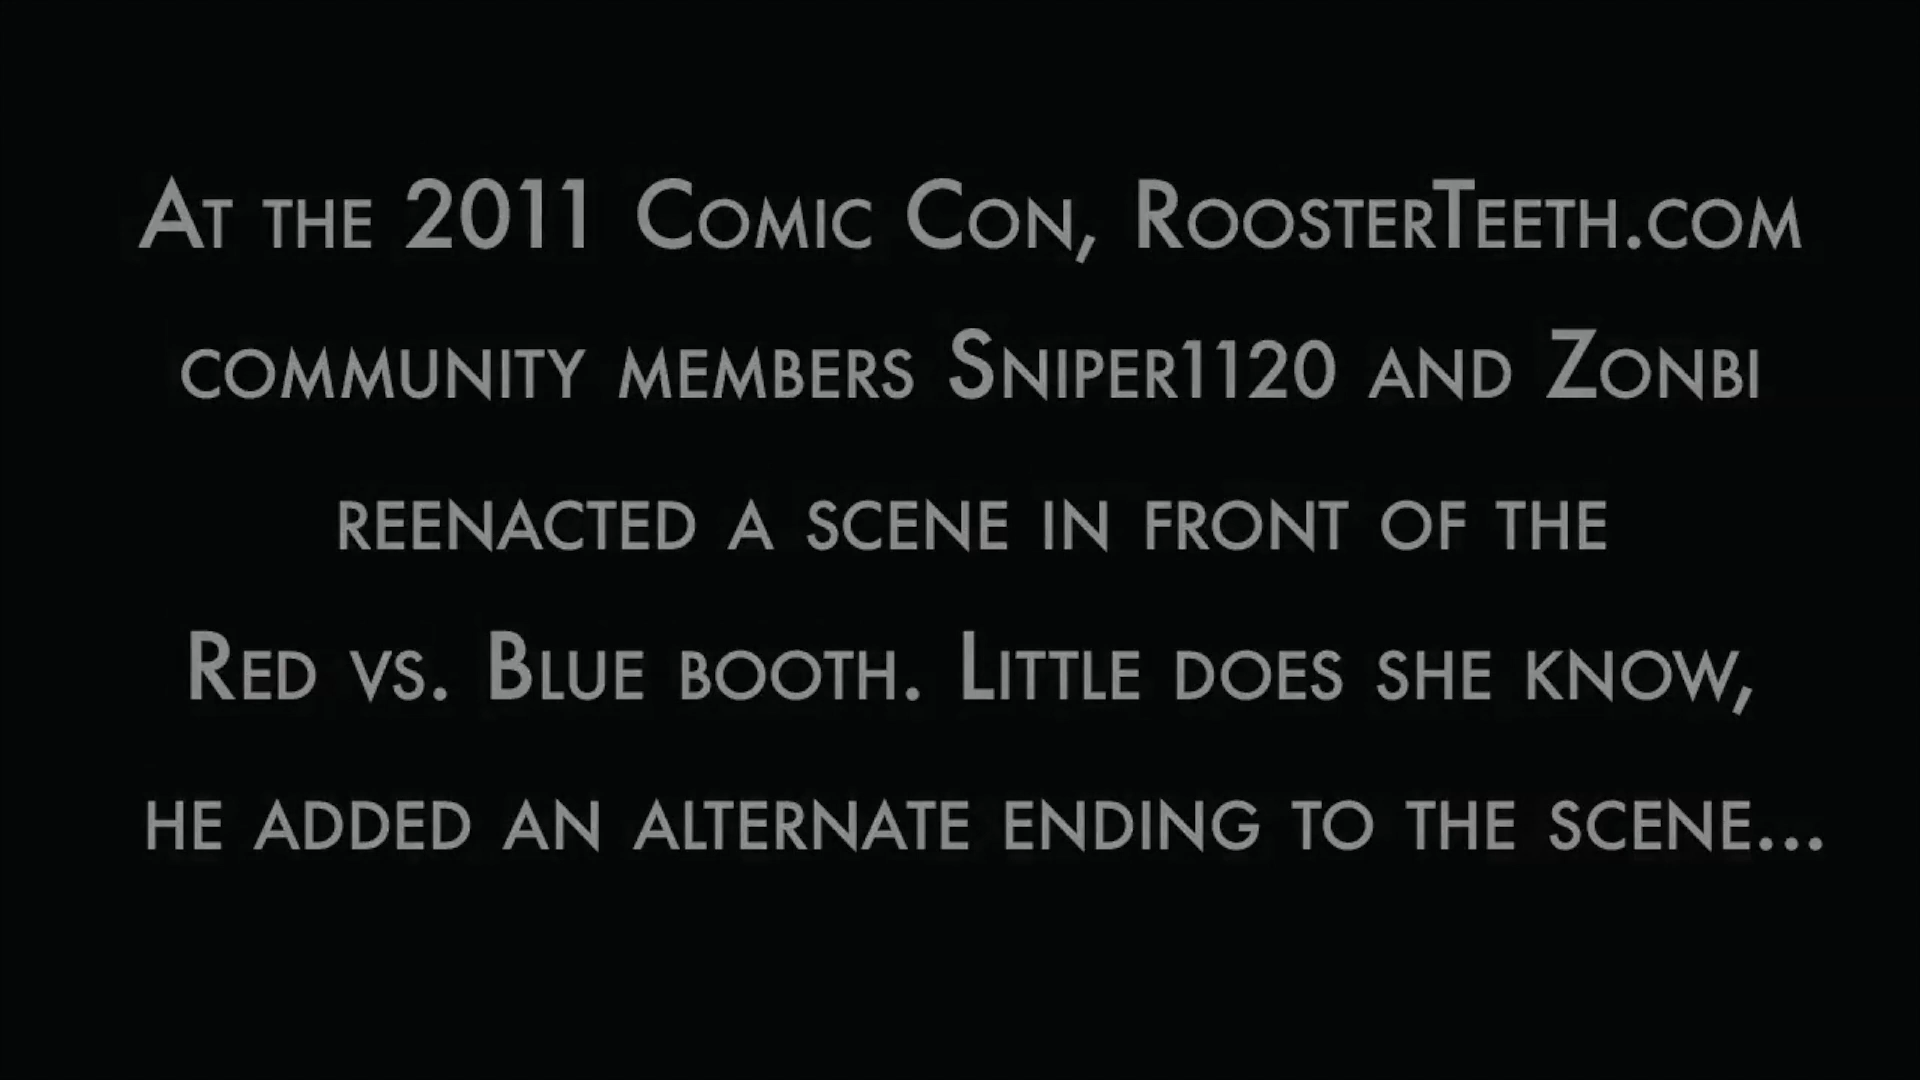 At the 2011 Comic Con, RoosterTeeth.com
community members Sniper1120 and Zonbi
reenacted a scene in front of the
Red vs. Blue booth. Little does she know,
he added an alternate ending to the scene...